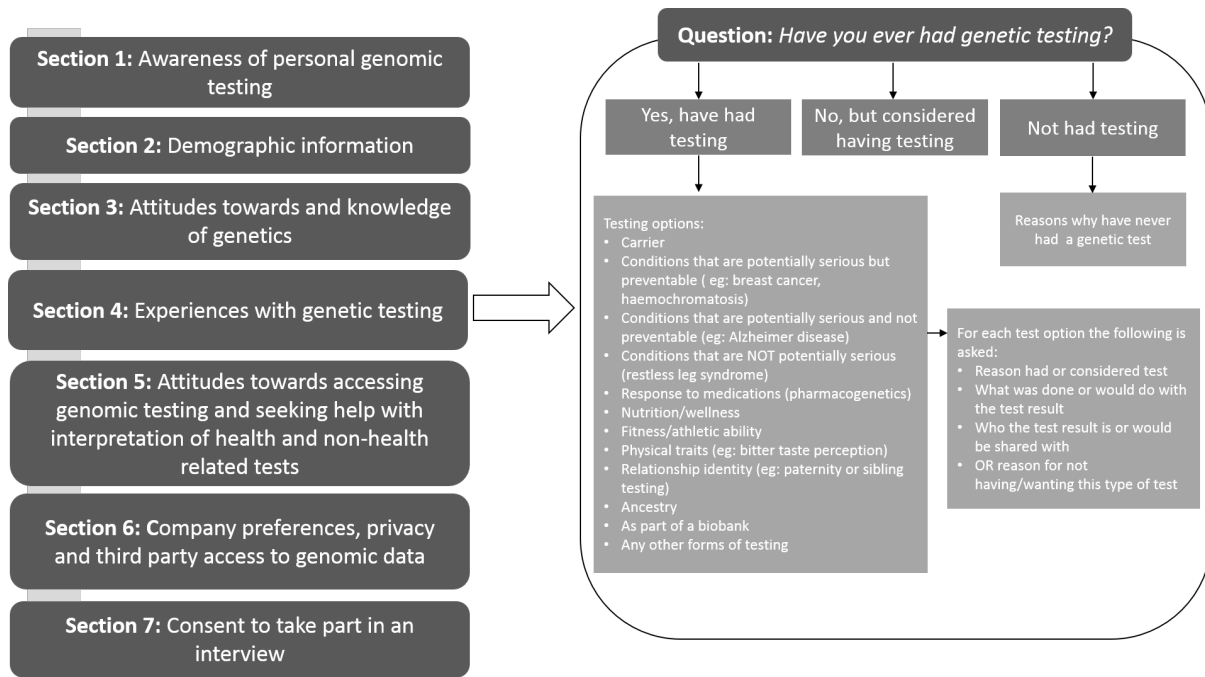 Section 1: Awareness of personal genomic
testing
Section 2: Demographic information
Section 3: Attitudes towards and knowledge
of genetics
Section 4: Experiences with genetic testing
Section 5: Attitudes towards accessing
genomic testing and seeking help with
interpretation of health and non-health
related tests
Section 6: Company preferences, privacy
and third party access to genomic data
Section 7: Consent to take part in an
interview
Question: Have you ever had genetic testing?
Yes, have had
testing
No, but considered
having testing
Not had testing
Reasons why have never
had a genetic test
Testing options:
• Carrier
• Conditions that are potentially serious but
preventable ( eg: breast cancer,
haemochromatosis)
• Conditions that are potentially serious and not
preventable (eg: Alzheimer disease)
• Conditions that are NOT potentially serious
(restless leg syndrome)
• Response to medications (pharmacogenetics)
• Nutrition/wellness
• Fitness/athletic ability
• Physical traits (eg: bitter taste perception)
• Relationship identity (eg: paternity or sibling
testing)
• Ancestry
• As part of a biobank
• Any other forms of testing
For each test option the following is
asked:
• Reason had or considered test
• What was done or would do with
the test result
• Who the test result is or would
be shared with
• OR reason for not
having/wanting this type of test